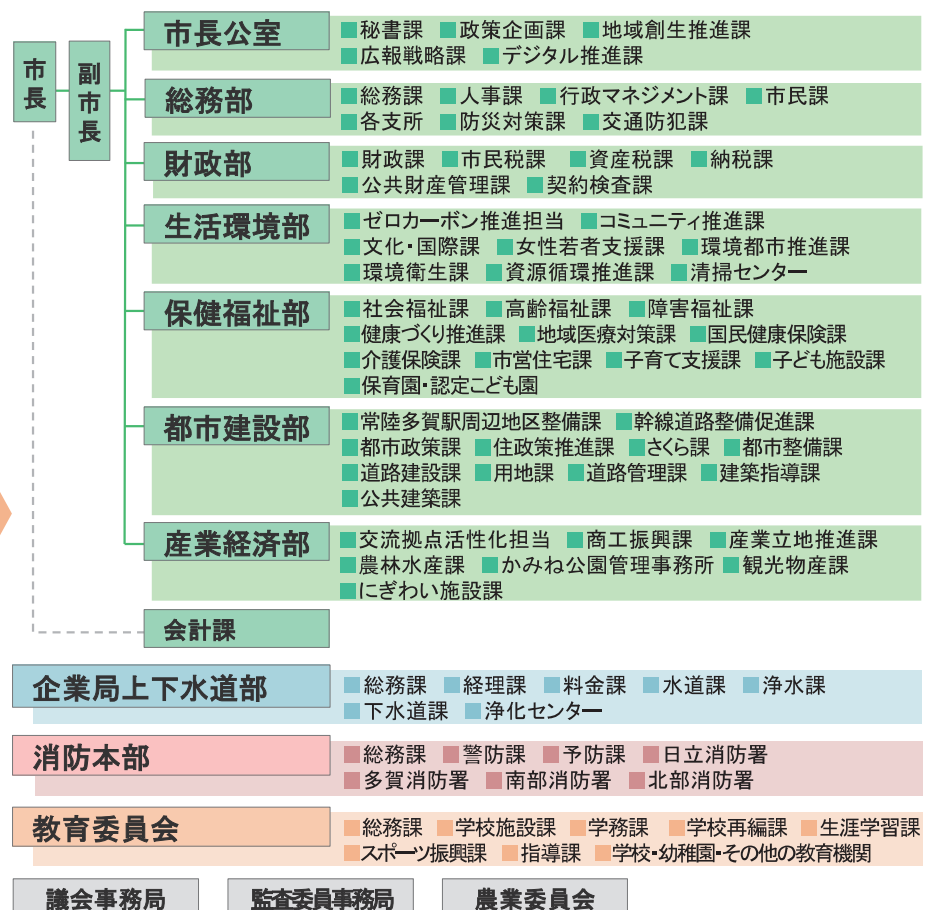 市長
副市長
市長公室
■秘書課 ■政策企画課 ■地域創生推進課
■広報戦略課 ■デジタル推進課
総務部
■総務課 ■人事課 ■行政マネジメント課 ■市民課
■各支所 ■防災対策課 ■交通防犯課
財政部
■財政課 ■市民税課 ■資産税課 ■納税課
■公共財産管理課 ■契約検査課
生活環境部
■ゼロカーボン推進担当 ■コミュニティ推進課
■文化・国際課 ■女性若者支援課 ■環境都市推進課
■環境衛生課 ■資源循環推進課 ■清掃センター
保健福祉部
■社会福祉課 ■高齢福祉課 ■障害福祉課
■健康づくり推進課 ■地域医療対策課 ■国民健康保険課
■介護保険課 ■市営住宅課 ■子育て支援課 ■子ども施設課
■保育園・認定こども園
都市建設部
■常陸多賀駅周辺地区整備課 ■幹線道路整備促進課
■都市政策課 ■住政策推進課 ■さくら課 ■都市整備課
■道路建設課 ■用地課 ■道路管理課 ■建築指導課
■公共建築課
産業経済部
■交流拠点活性化担当 ■商工振興課 ■産業立地推進課
■農林水産課 ■かみね公園管理事務所 ■観光物産課
■にぎわい施設課
会計課
企業局上下水道部
■総務課 ■経理課 ■料金課 ■水道課 ■浄水課
■下水道課 ■浄化センター
消防本部
■総務課 ■警防課 ■予防課 ■日立消防署
■多賀消防署 ■南部消防署 ■北部消防署
教育委員会
■総務課 ■学校施設課 ■学務課 ■学校再編課 ■生涯学習課
■スポーツ振興課 ■指導課 ■学校・幼稚園・その他の教育機関
議会事務局 監査委員事務局 農業委員会